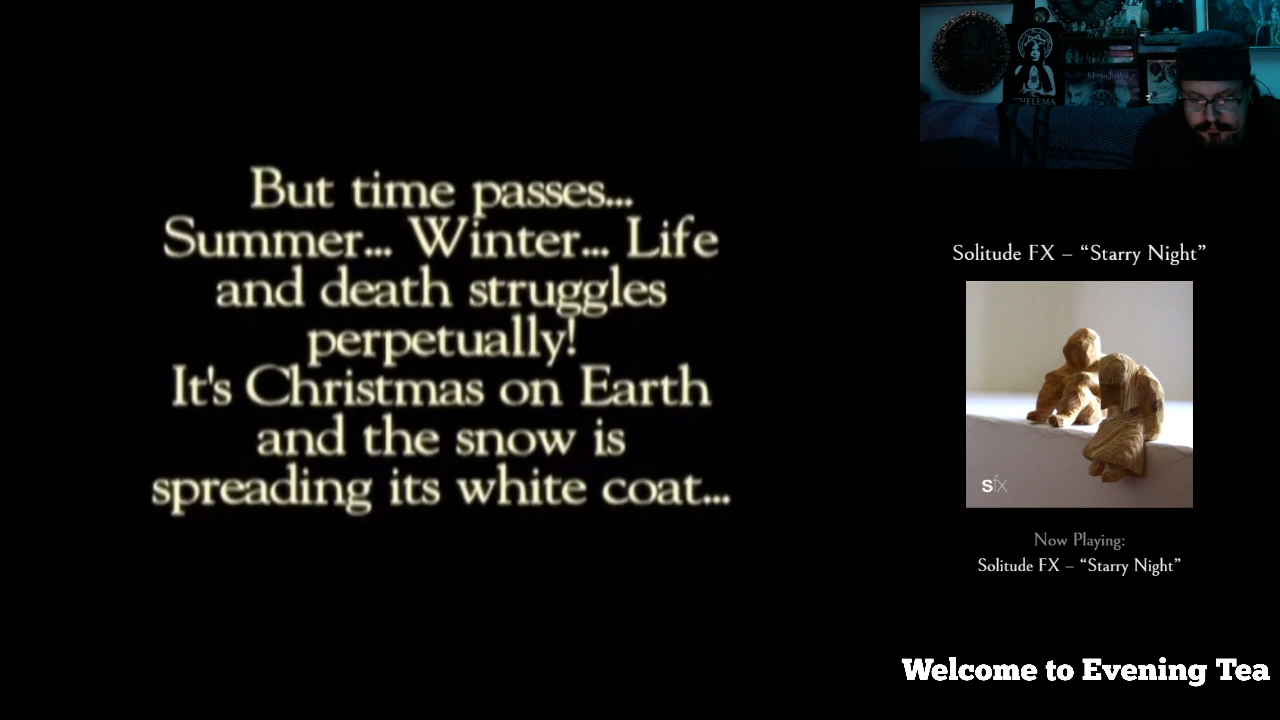 But time passes...
Summer... Winter... Life
and death struggles
perpetually!
It's Christmas on Earth
and the snow is
spreading its white coat...
THELEMA
Solitude FX – “Starry Night”
sfx
Now Playing:
Solitude FX – “Starry Night”
Welcome to Evening Tea